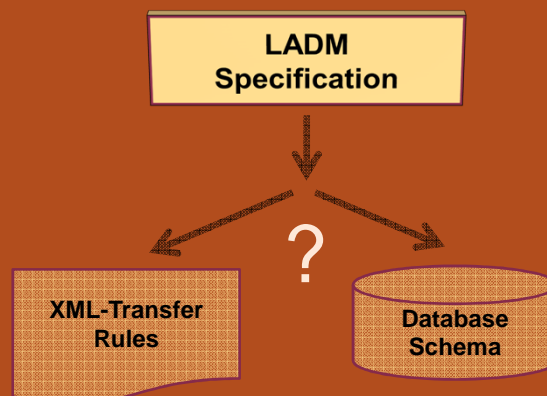 LADM
Specification
?
XML-Transfer
Rules
Database
Schema